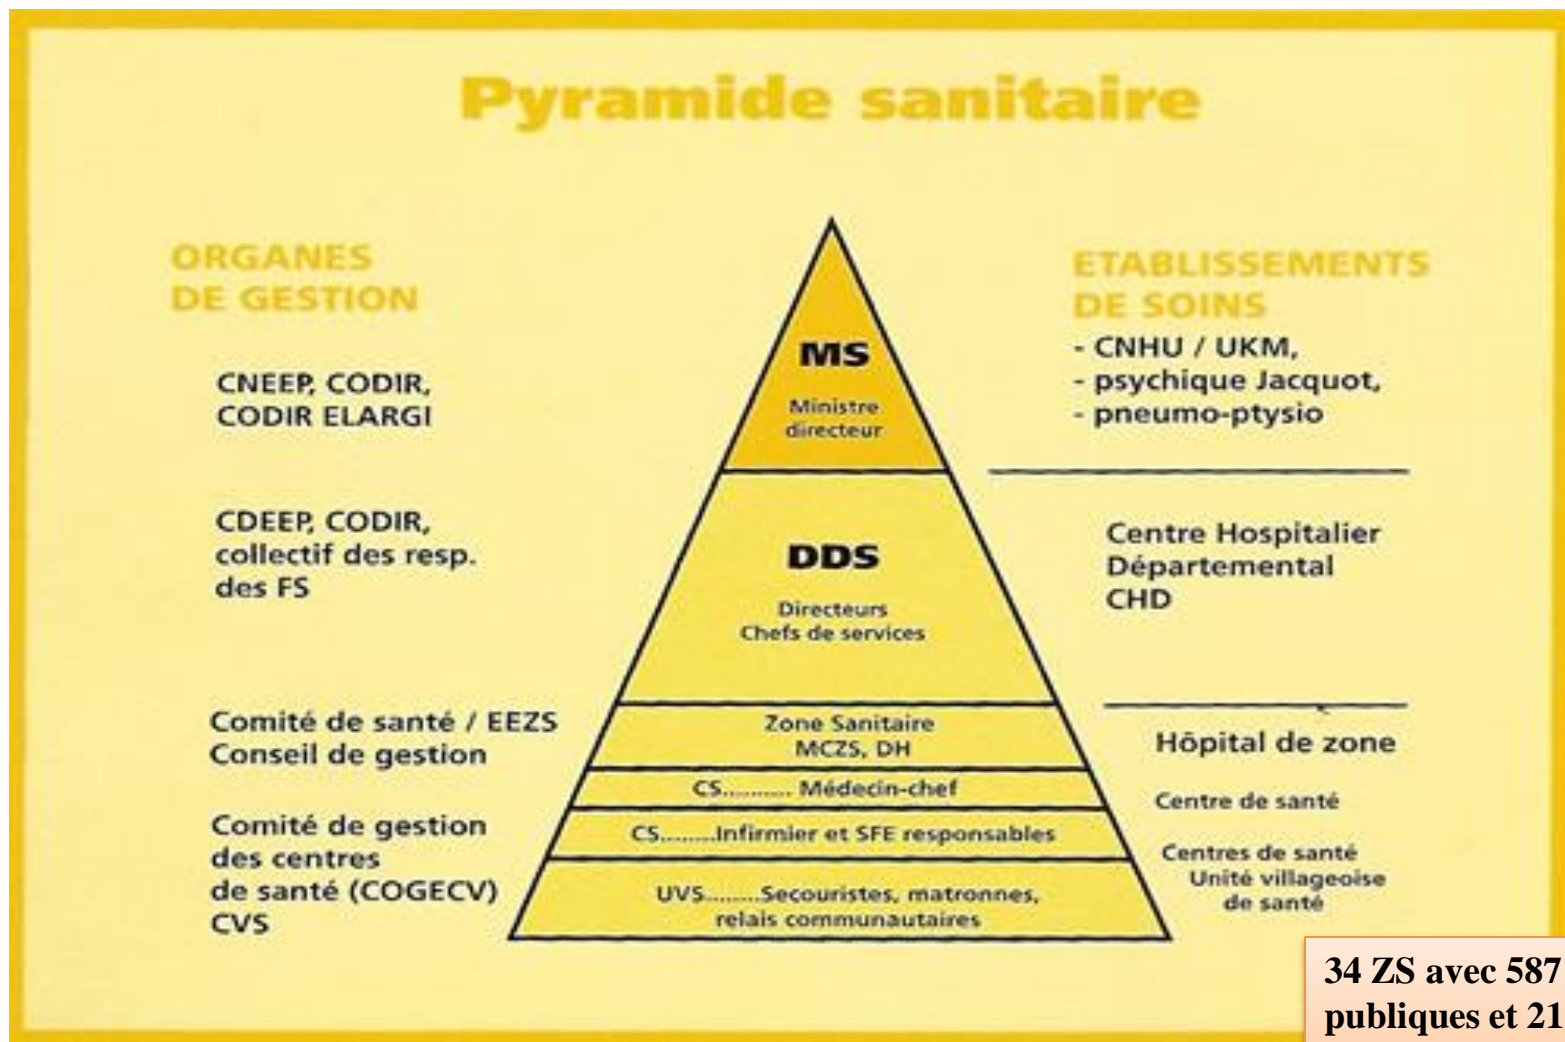 Pyramide sanitaire
ORGANES
DE GESTION
CNEEP, CODIR,
CODIR ELARGI
CDEEP, CODIR,
collectif des resp.
des FS
Comité de santé / EEZS
Conseil de gestion
Comité de gestion
des centres
de santé (COGECV)
CVS
MS
Ministre
directeur
DDS
Directeurs
Chefs de services
Zone Sanitaire
MCZS, DH
CS.......... Médecin-chef
CS........Infirmier et SFE responsables
UVS........Secouristes, matronnes,
relais communautaires
ETABLISSEMENTS
DE SOINS
- CNHU / UKM,
- psychique Jacquot,
- pneumo-ptysio
Centre Hospitalier
Départemental
CHD
Hôpital de zone
Centre de santé
Centres de santé
Unité villageoise
de santé
34 ZS avec 587
publiques et 21